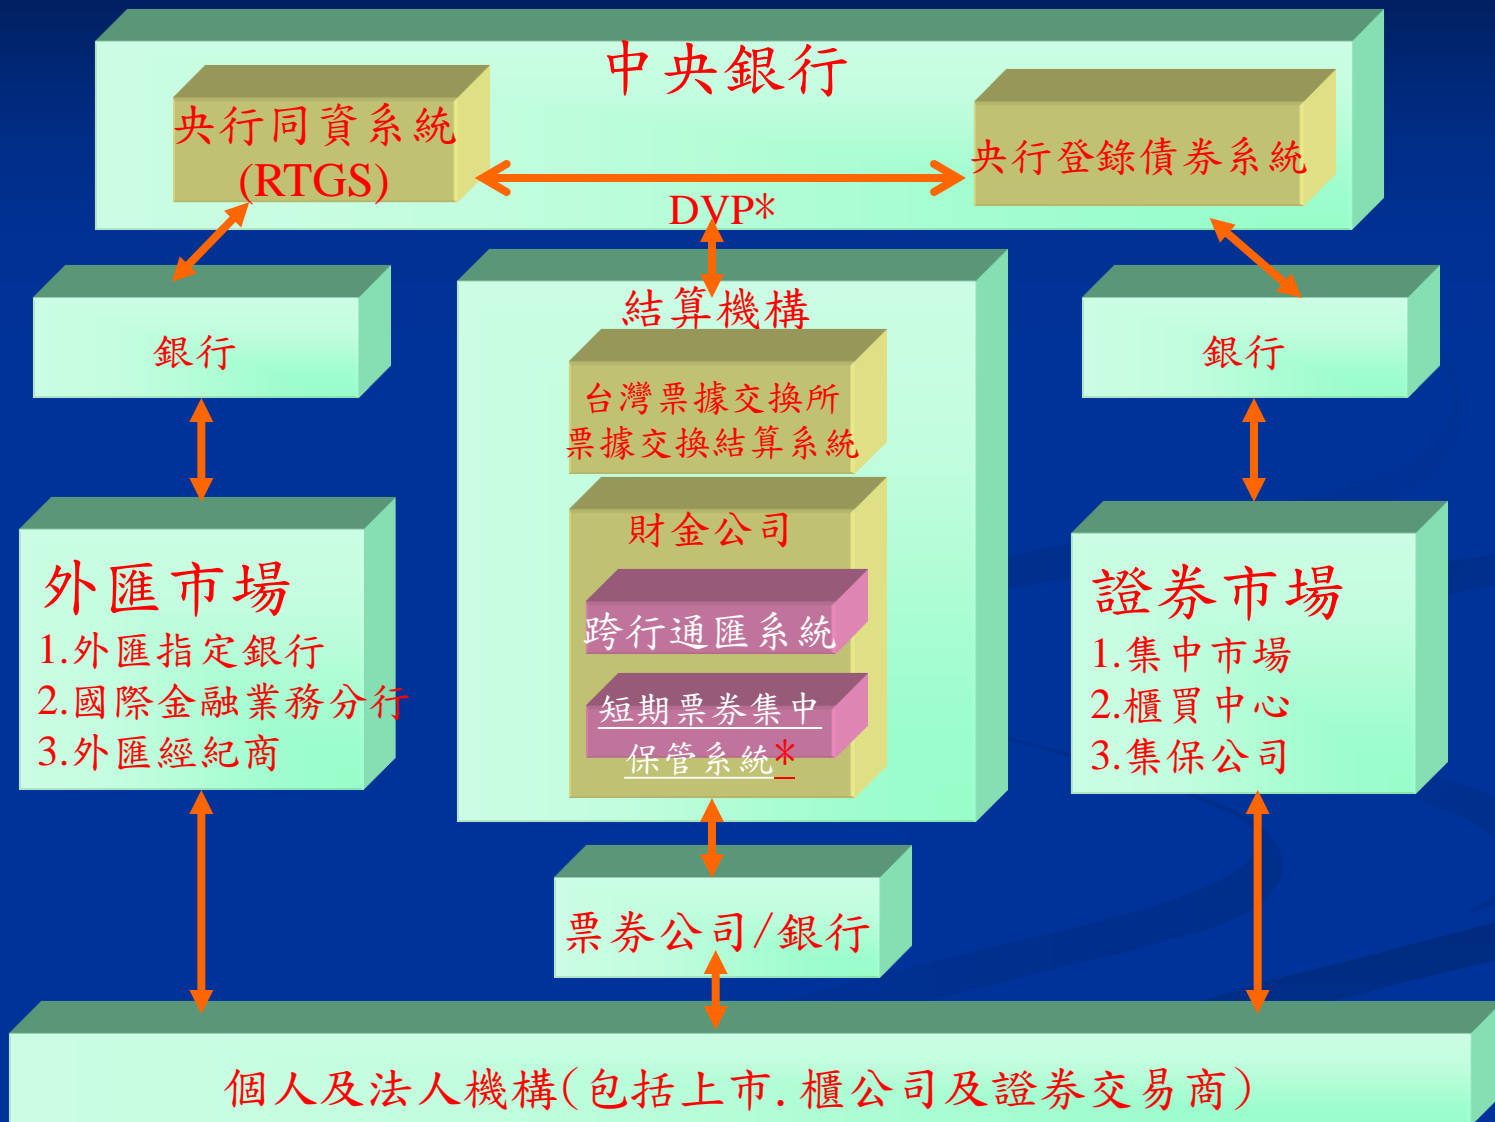 中央銀行
央行同資系統
(RTGS)
央行登錄債券系統
DVP*
銀行
結算機構
銀行
台灣票據交換所
票據交換結算系統
財金公司
跨行通匯系統
短期票券集中
保管系統*
外匯市場
1.外匯指定銀行
2.國際金融業務分行
3.外匯經紀商
證券市場
1.集中市場
2.櫃買中心
3.集保公司
票券公司/銀行
個人及法人機構(包括上市.櫃公司及證券交易商)